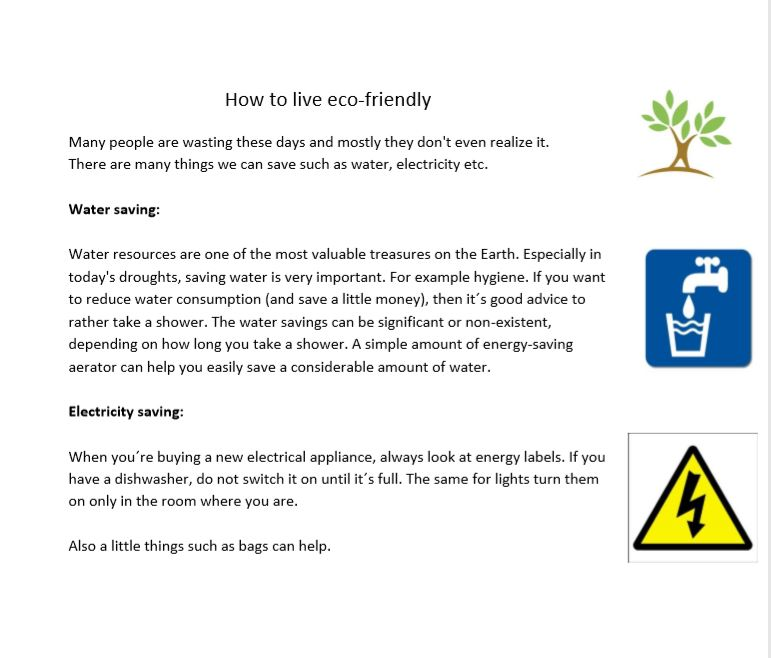 How to live eco-friendly
Many people are wasting these days and mostly they don't even realize it.
There are many things we can save such as water, electricity etc.
Water saving:
Water resources are one of the most valuable treasures on the Earth. Especially in
today's droughts, saving water is very important. For example hygiene. If you want
to reduce water consumption (and save a little money), then it´s good advice to
rather take a shower. The water savings can be significant or non-existent,
depending on how long you take a shower. A simple amount of energy-saving
aerator can help you easily save a considerable amount of water.
Electricity saving:
When you´re buying a new electrical appliance, always look at energy labels. If you
have a dishwasher, do not switch it on until it´s full. The same for lights turn them
on only in the room where you are.
Also a little things such as bags can help.